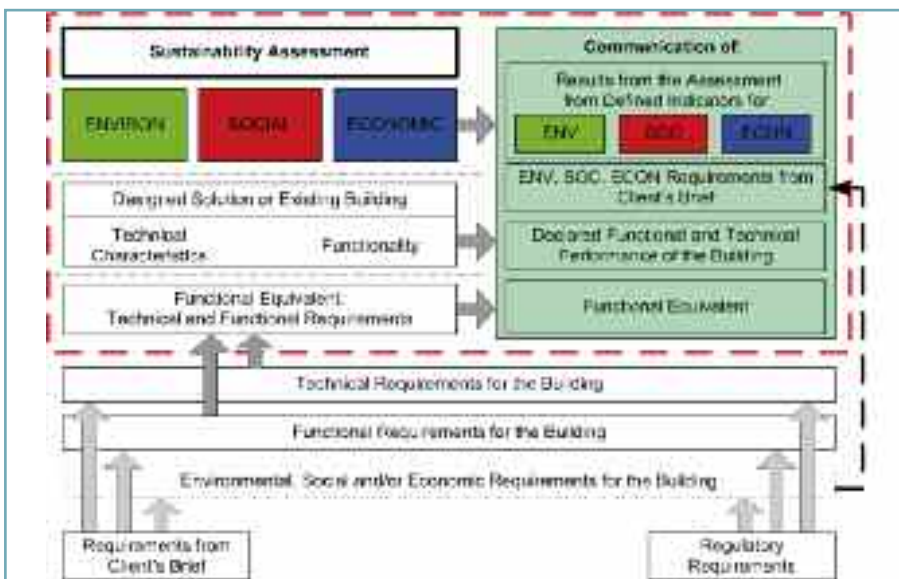 Sustainability Assessment
ENVIRON
SOCIAL
ECONOMIC
Communication of:
Results from the Assessment
from Defined Indicators for
ENV
SOC
ECON
ENV, SOC, ECON Requirements from
Client's Brief
Designed Solution or Existing Building
Technical
Characteristics
Functionality
Declared Functional and Technical
Performance of the Building
Functional Equivalent:
Technical and Functional Requirements
Functional Equivalent
Technical Requirements for the Building
Functional Requirements for the Building
Environmental, Social and/or Economic Requirements for the Building
Requirements from
Client's Brief
Regulatory
Requirements